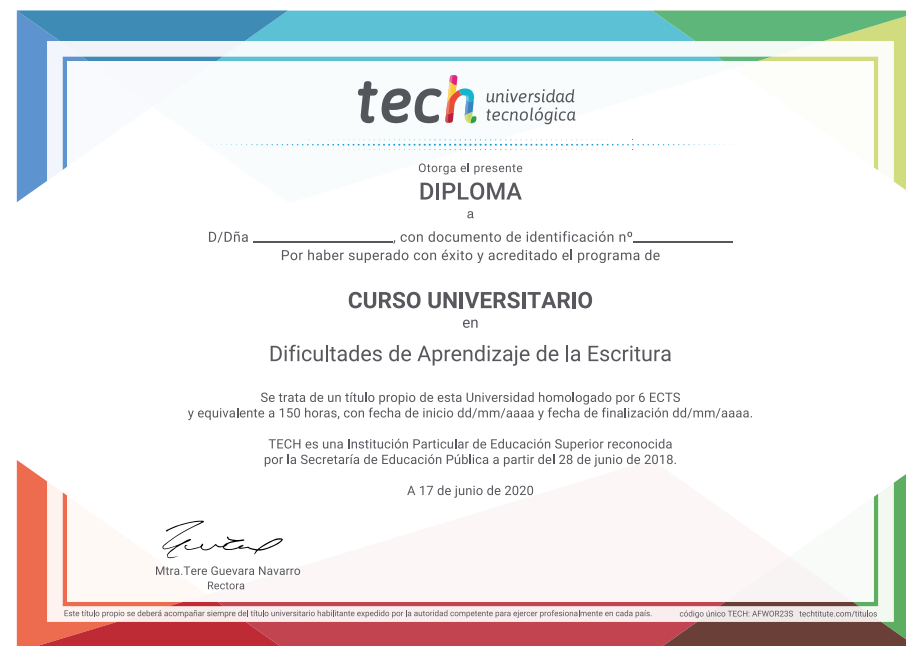 tech universidad
tecnológica
Otorga el presente
DIPLOMA
a
D/Dña ____________________, con documento de identificación nº______________
Por haber superado con éxito y acreditado el programa de
CURSO UNIVERSITARIO
en
Dificultades de Aprendizaje de la Escritura
Se trata de un título propio de esta Universidad homologado por 6 ECTS
y equivalente a 150 horas, con fecha de inicio dd/mm/aaaa y fecha de finalización dd/mm/aaaa.
TECH es una Institución Particular de Educación Superior reconocida
por la Secretaría de Educación Pública a partir del 28 de junio de 2018.
A 17 de junio de 2020
Mtra.Tere Guevara Navarro
Rectora
Este título propio se deberá acompañar siempre del título universitario habilitante expedido por la autoridad competente para ejercer profesionalmente en cada país. código único TECH: AFWOR23S techtitute.com/titulos